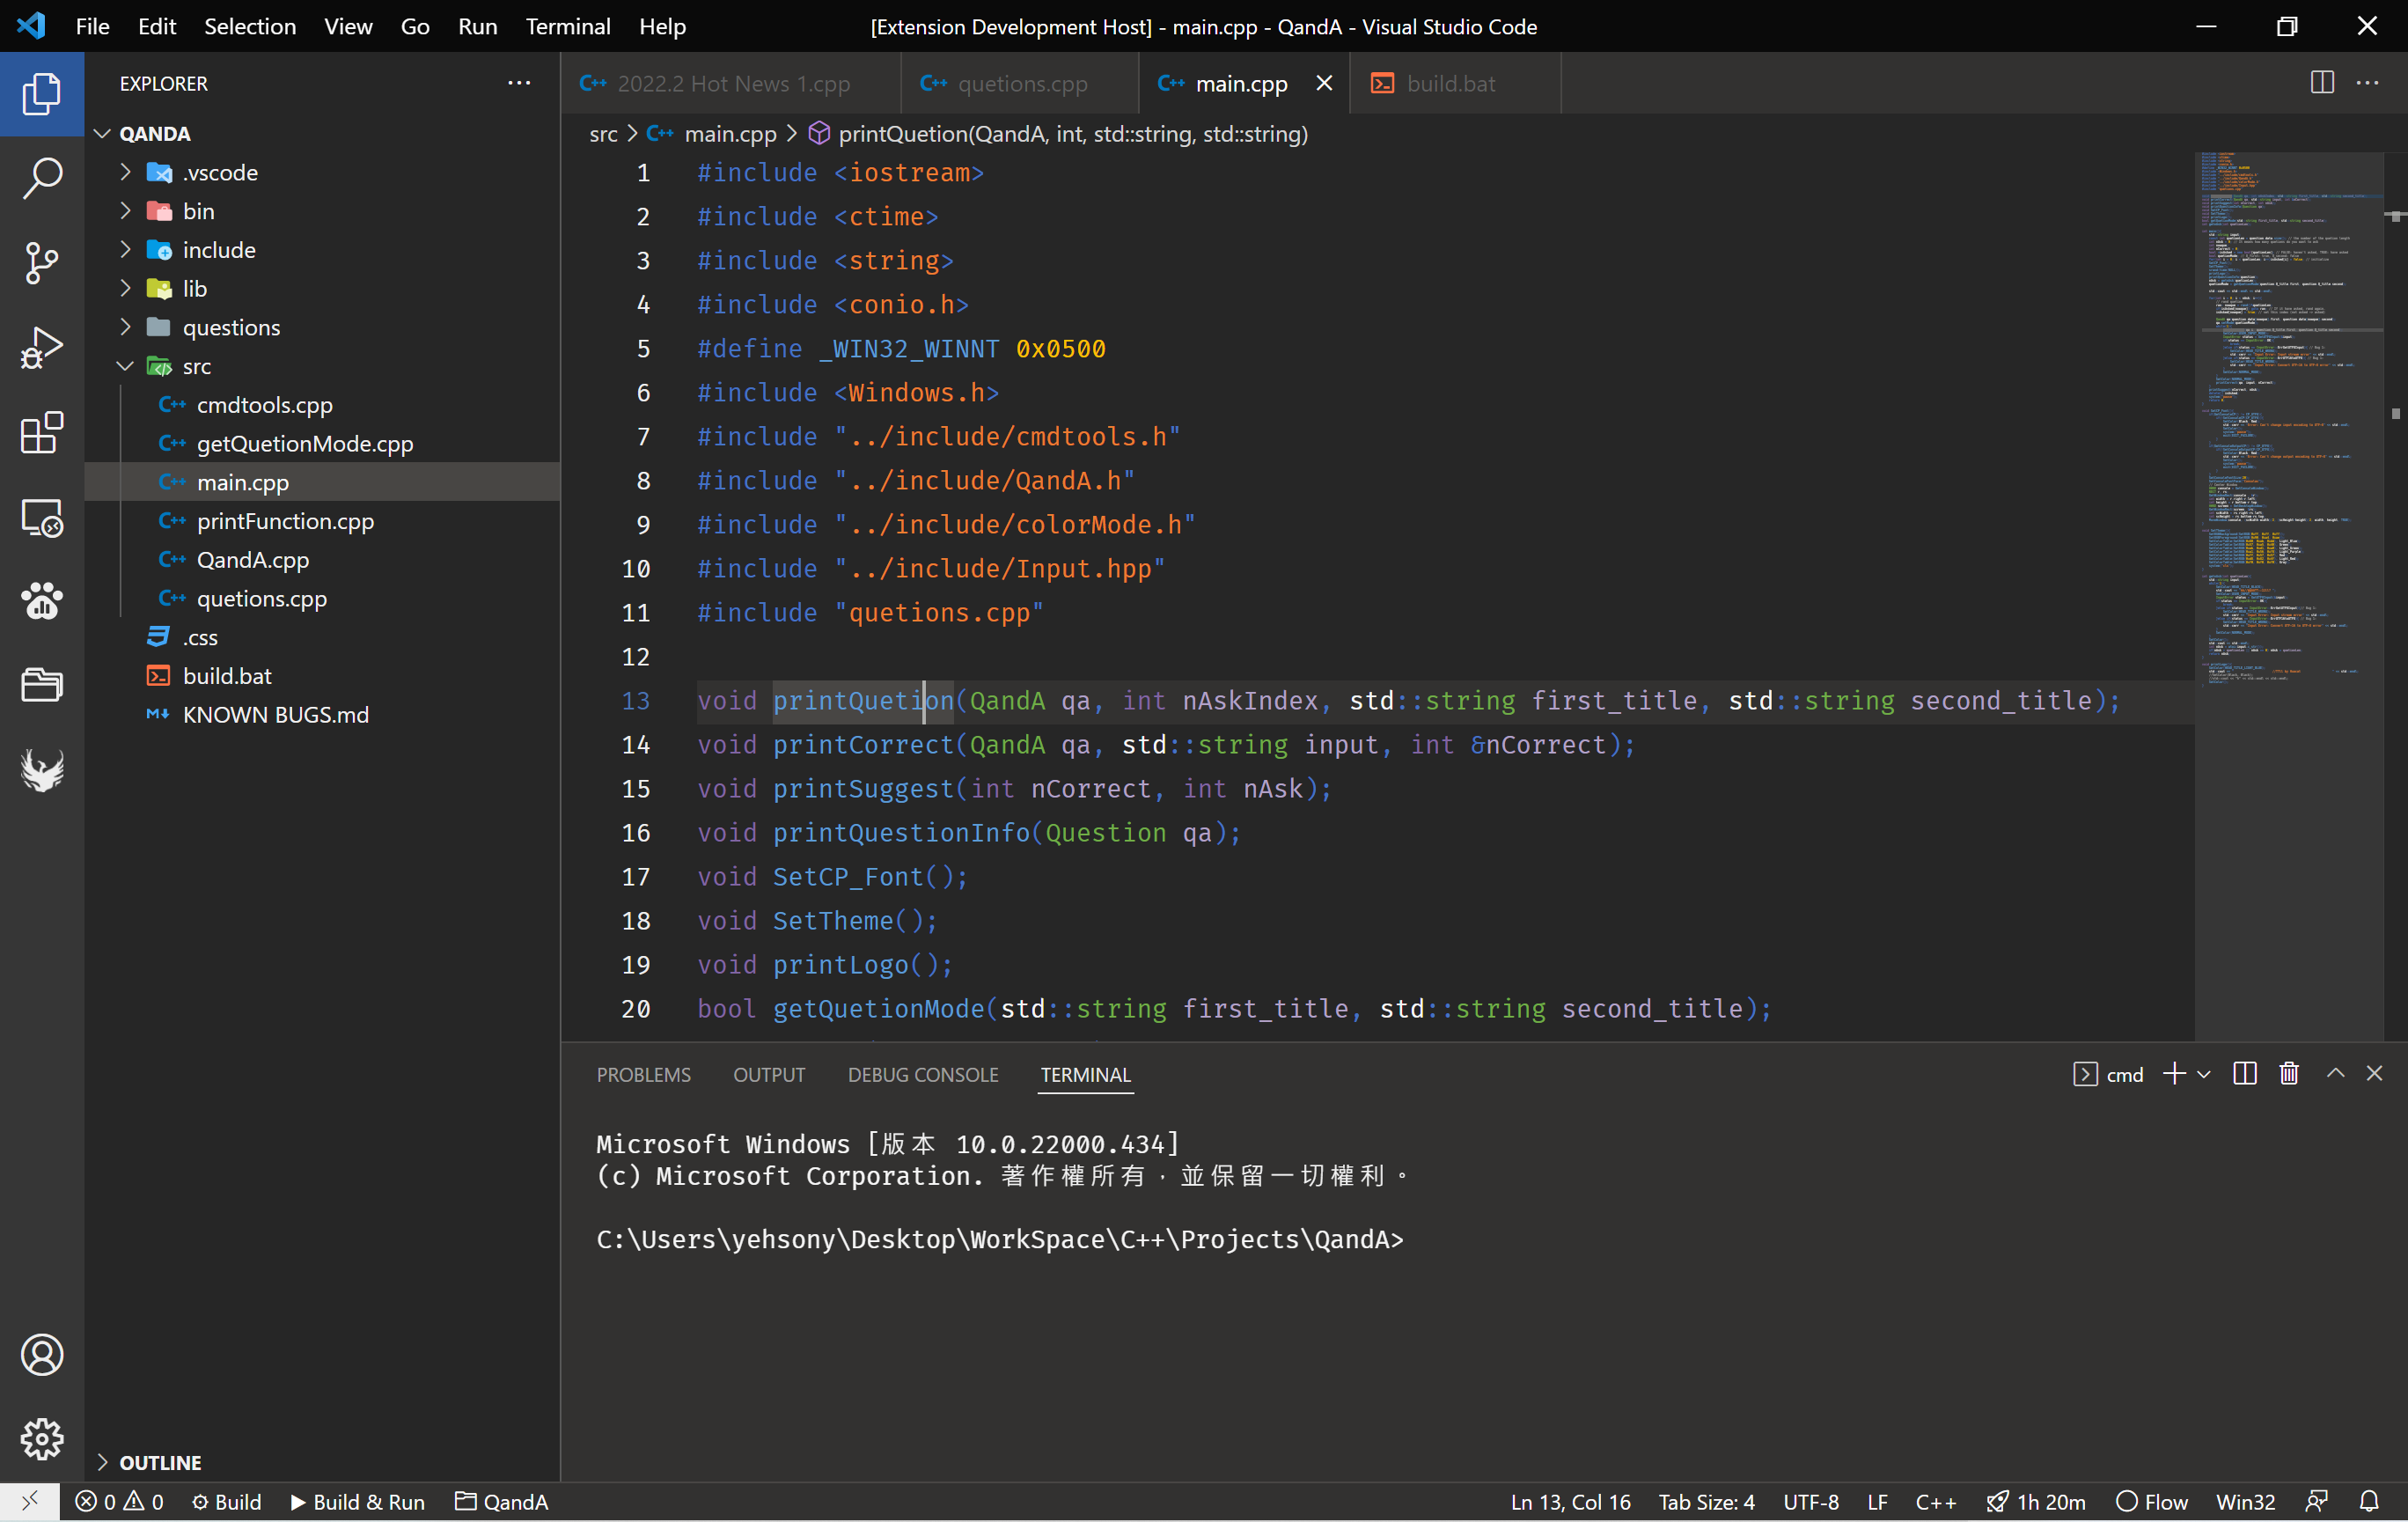 File Edit Selection View Go Run Terminal Help [Extension Development Host] - main.cpp - QandA - Visual Studio Code
EXPLORER
QANDA
.vscode
bin
include
lib
questions
src
cmdtools.cpp
getQuetionMode.cpp
main.cpp
printFunction.cpp
QandA.cpp
quetions.cpp
.css
build.bat
KNOWN BUGS.md
OUTLINE
2022.2 Hot News 1.cpp quetions.cpp main.cpp build.bat
src > main.cpp > printQuetion(QandA, int, std::string, std::string)
1 #include <iostream>
2 #include <ctime>
3 #include <string>
4 #include <conio.h>
5 #define _WIN32_WINNT 0x0500
6 #include <Windows.h>
7 #include "../include/cmdtools.h"
8 #include "../include/QandA.h"
9 #include "../include/colorMode.h"
10 #include "../include/Input.hpp"
11 #include "quetions.cpp"
12
13 void printQuetion(QandA qa, int nAskIndex, std::string first_title, std::string second_title);
14 void printCorrect(QandA qa, std::string input, int &nCorrect);
15 void printSuggest(int nCorrect, int nAsk);
16 void printQuestionInfo(Question qa);
17 void SetCP_Font();
18 void SetTheme();
19 void printLogo();
20 bool getQuetionMode(std::string first_title, std::string second_title);
PROBLEMS OUTPUT DEBUG CONSOLE TERMINAL cmd
Microsoft Windows [版本 10.0.22000.434]
(c) Microsoft Corporation. 著作權所有，並保留一切權利。
C:\Users\yehsony\Desktop\WorkSpace\C++\Projects\QandA>
0 0 Build Build & Run QandA Ln 13, Col 16 Tab Size: 4 UTF-8 LF C++ 1h 20m Flow Win32